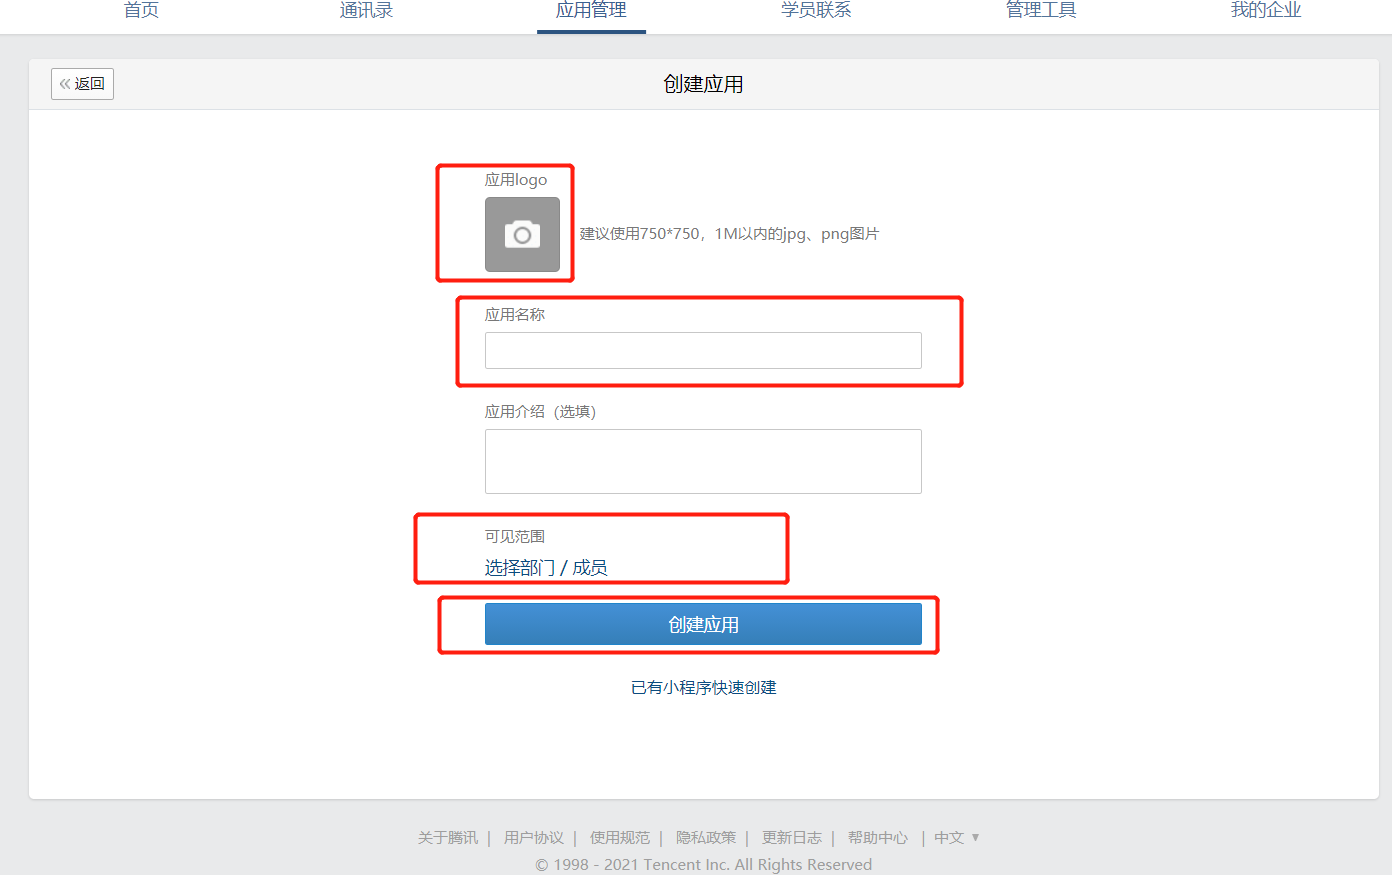 首页 通讯录 应用管理 学员联系 管理工具 我的企业
« 返回 创建应用
应用logo
建议使用750*750，1M以内的jpg、png图片
应用名称
应用介绍（选填）
可见范围
选择部门 / 成员
创建应用
已有小程序快速创建
关于腾讯 | 用户协议 | 使用规范 | 隐私政策 | 更新日志 | 帮助中心 | 中文 ▼
© 1998 - 2021 Tencent Inc. All Rights Reserved